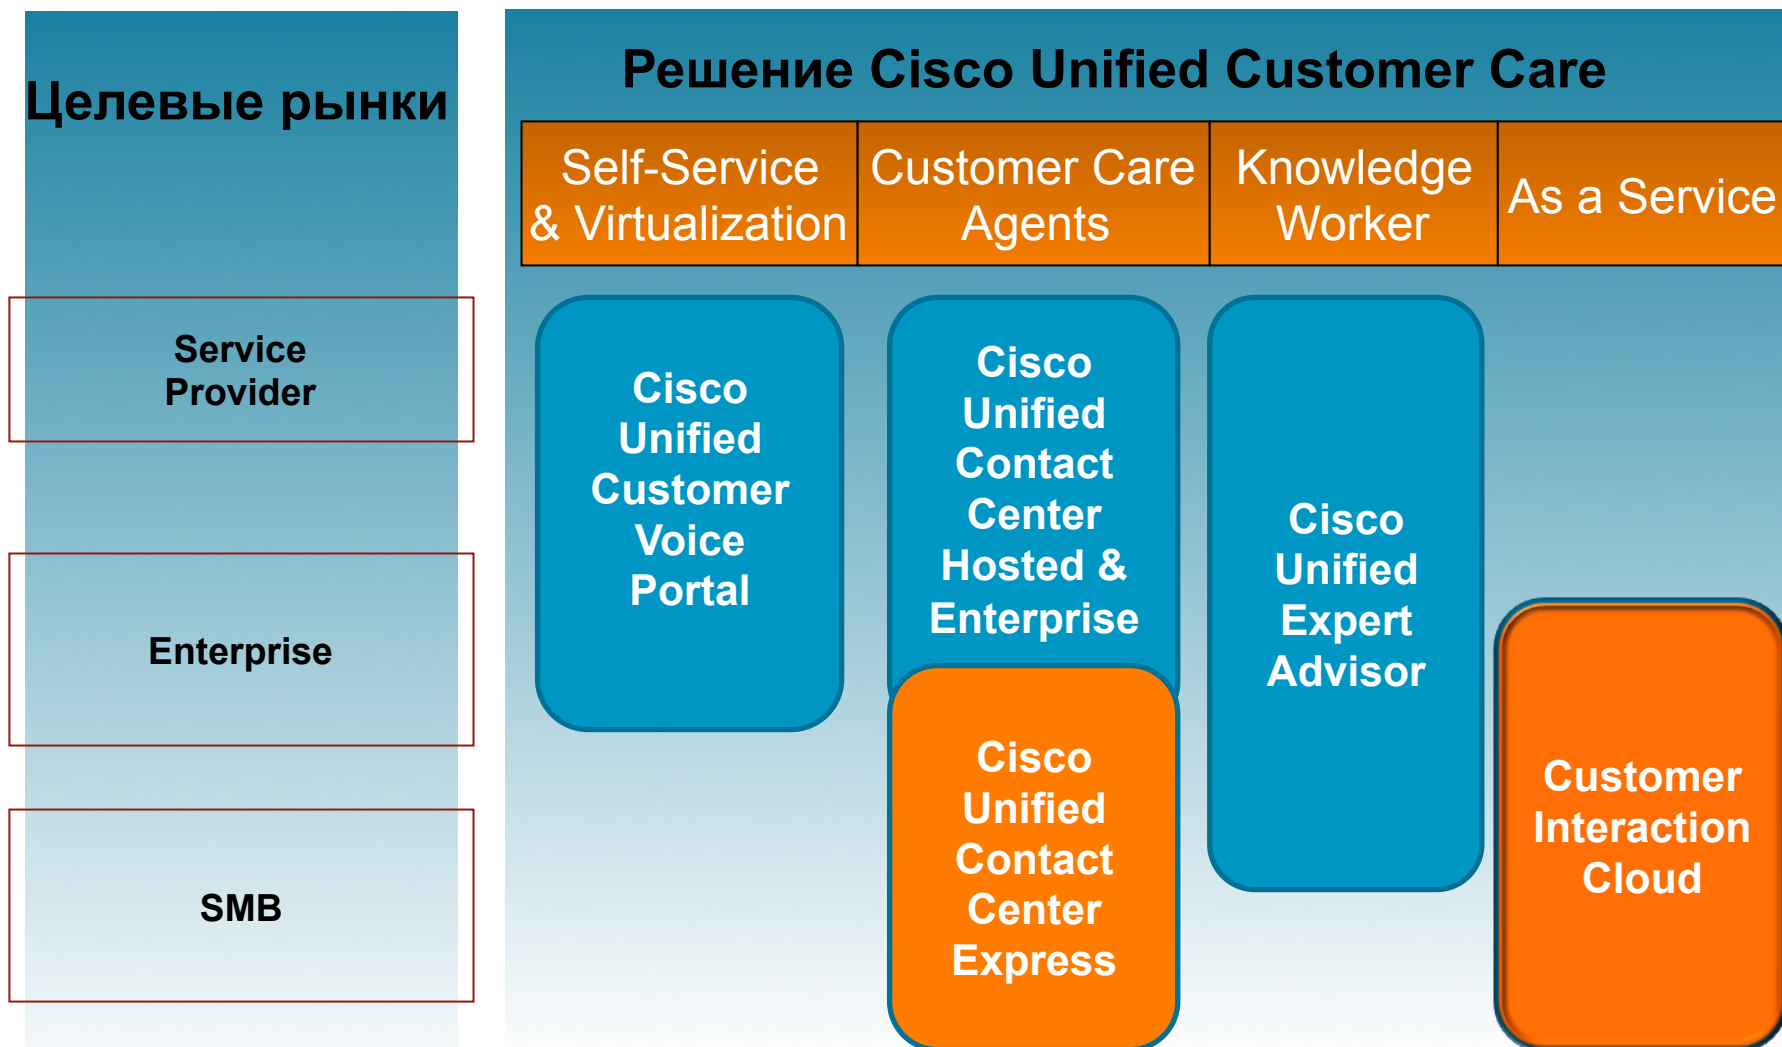 Целевые рынки
Решение Cisco Unified Customer Care
Self-Service
& Virtualization
Customer Care
Agents
Knowledge
Worker
As a Service
Service
Provider
Enterprise
SMB
Cisco
Unified
Customer
Voice
Portal
Cisco
Unified
Contact
Center
Hosted &
Enterprise
Cisco
Unified
Contact
Center
Express
Cisco
Unified
Expert
Advisor
Customer
Interaction
Cloud